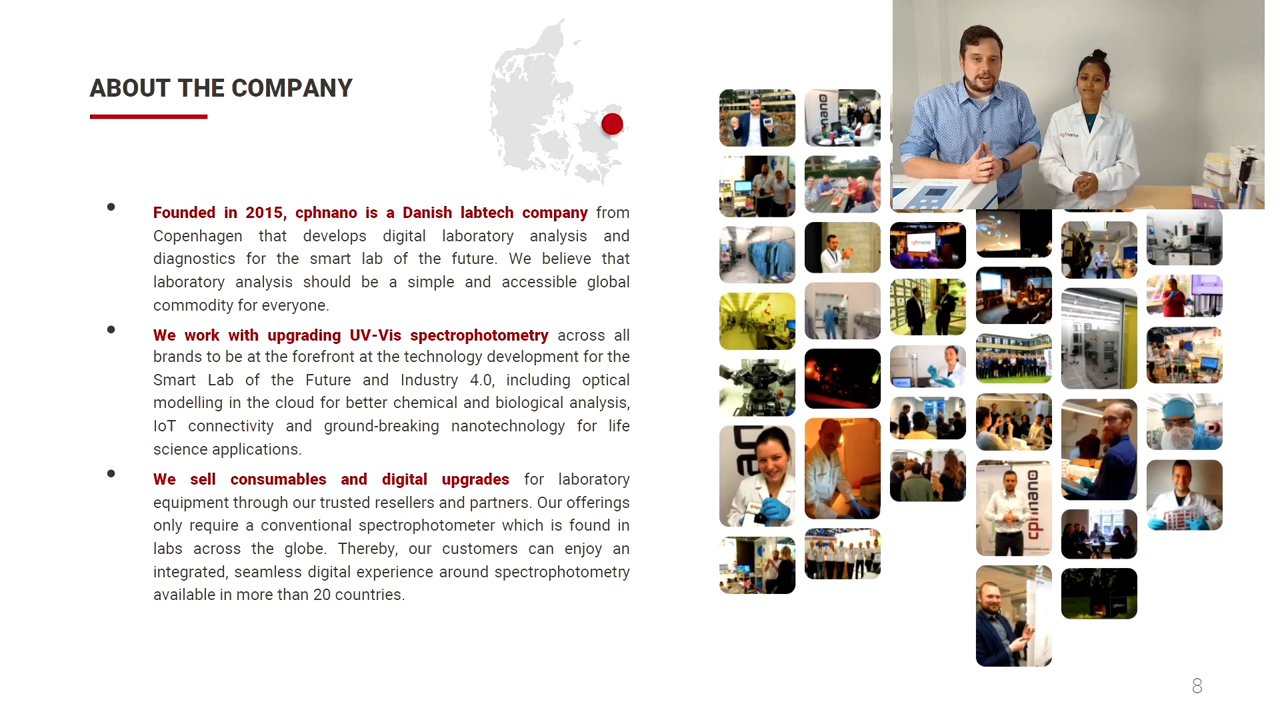 ABOUT THE COMPANY
Founded in 2015, cphnano is a Danish labtech company from
Copenhagen that develops digital laboratory analysis and
diagnostics for the smart lab of the future. We believe that
laboratory analysis should be a simple and accessible global
commodity for everyone.
We work with upgrading UV-Vis spectrophotometry across all
brands to be at the forefront at the technology development for the
Smart Lab of the Future and Industry 4.0, including optical
modelling in the cloud for better chemical and biological analysis,
IoT connectivity and ground-breaking nanotechnology for life
science applications.
We sell consumables and digital upgrades for laboratory
equipment through our trusted resellers and partners. Our offerings
only require a conventional spectrophotometer which is found in
labs across the globe. Thereby, our customers can enjoy an
integrated, seamless digital experience around spectrophotometry
available in more than 20 countries.
cphnano
8